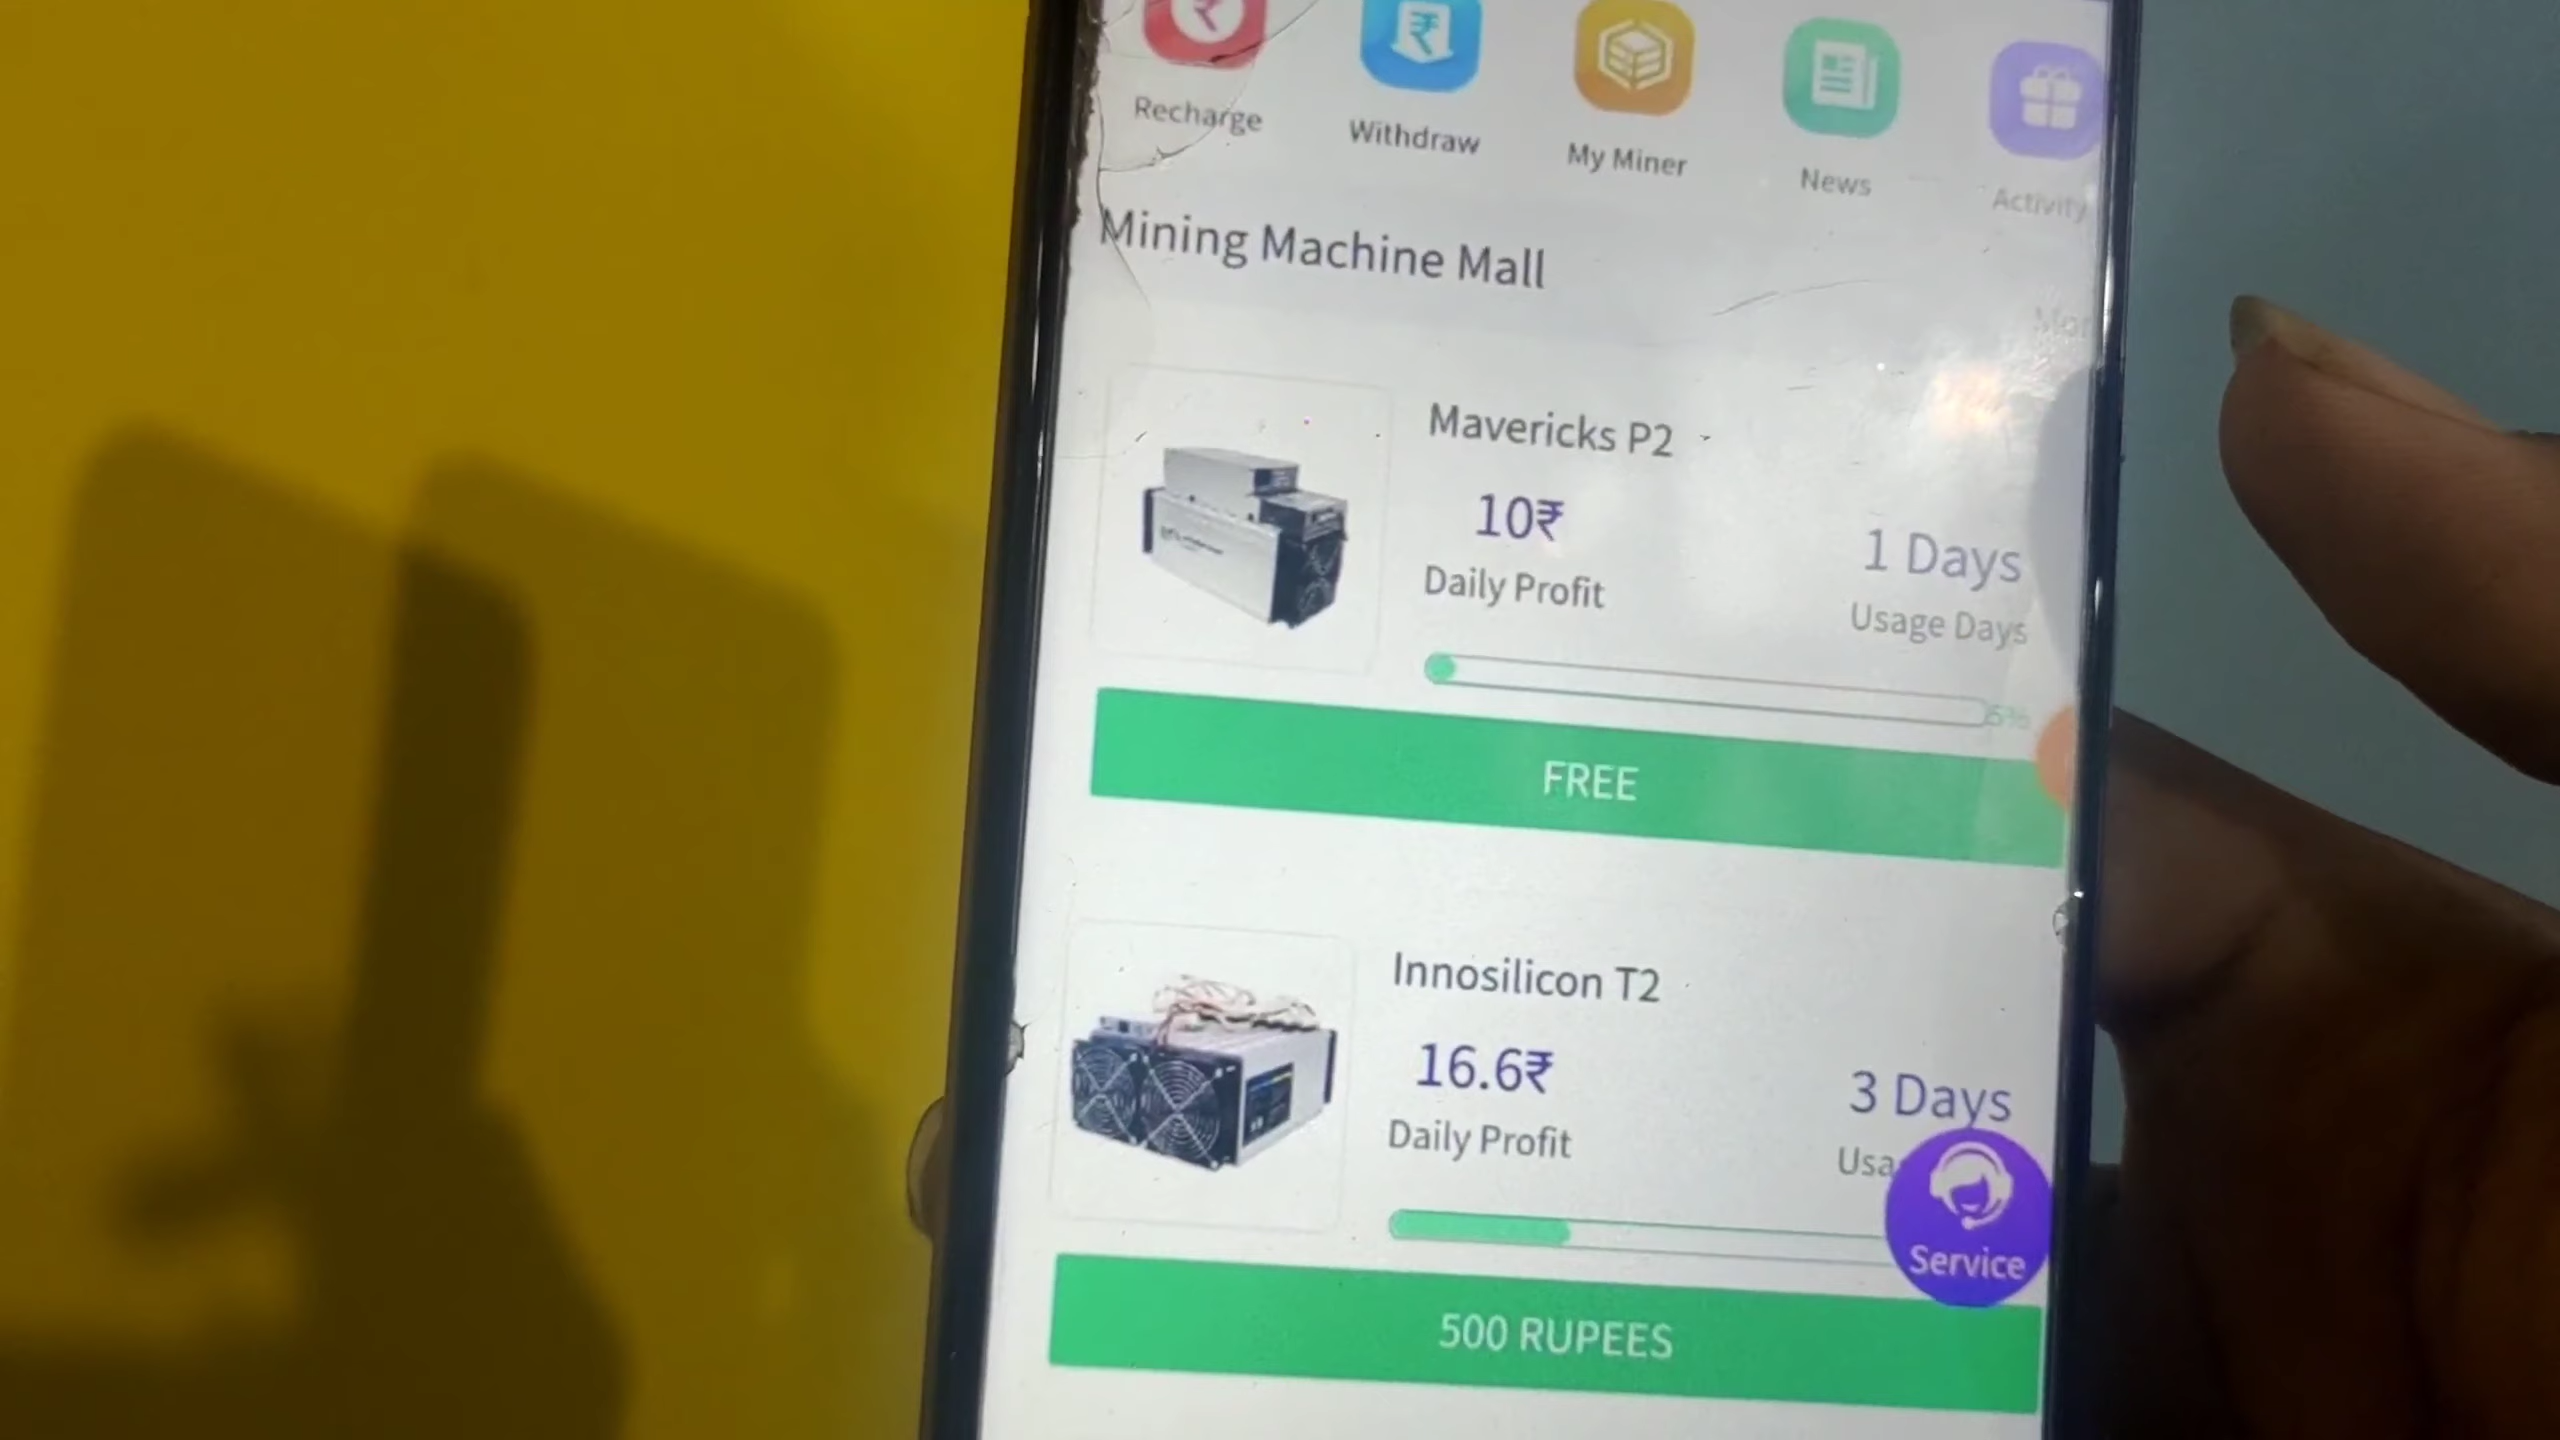 Recharge
Withdraw
My Miner
News
Activity
Mining Machine Mall
Mavericks P2
10₹
Daily Profit
1 Days
Usage Days
FREE
Innosilicon T2
16.6₹
Daily Profit
3 Days
Service
500 RUPEES